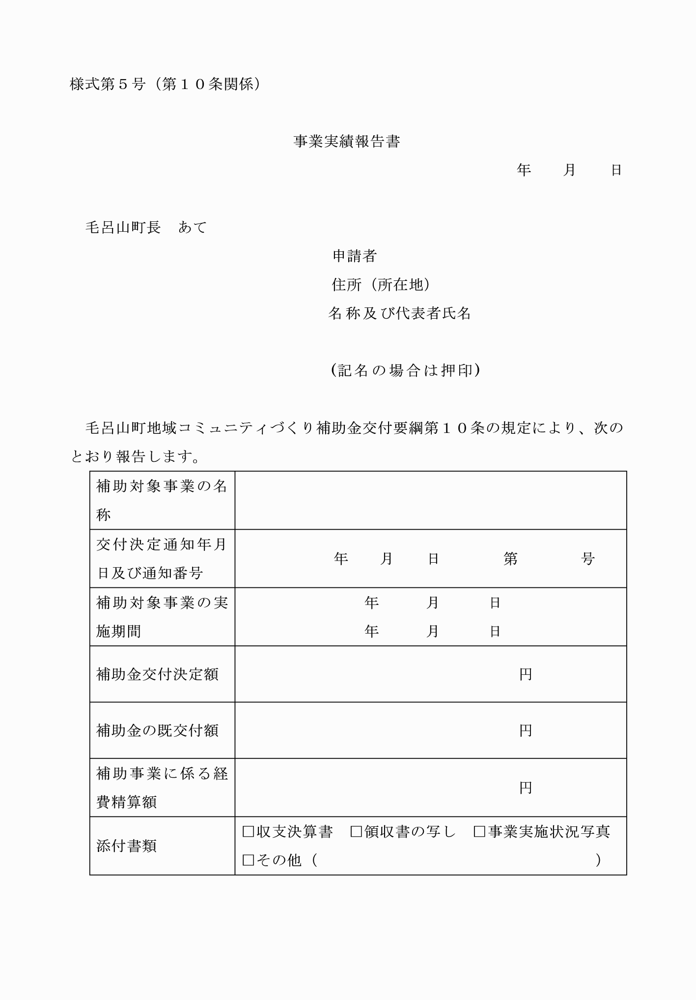 様式第５号（第１０条関係）
事業実績報告書
年　　月　　日
毛呂山町長　あて
申請者
住所（所在地）
名称及び代表者氏名
(記名の場合は押印)
毛呂山町地域コミュニティづくり補助金交付要綱第１０条の規定により、次の
とおり報告します。
補助対象事業の名
称
交付決定通知年月
日及び通知番号
年　　月　　日　　　　第　　　　号
補助対象事業の実
施期間
年　　　月　　　日
年　　　月　　　日
補助金交付決定額
円
補助金の既交付額
円
補助事業に係る経
費精算額
円
添付書類
□収支決算書　□領収書の写し　□事業実施状況写真
□その他（　　　　　　　　　　　　　　　　　　）